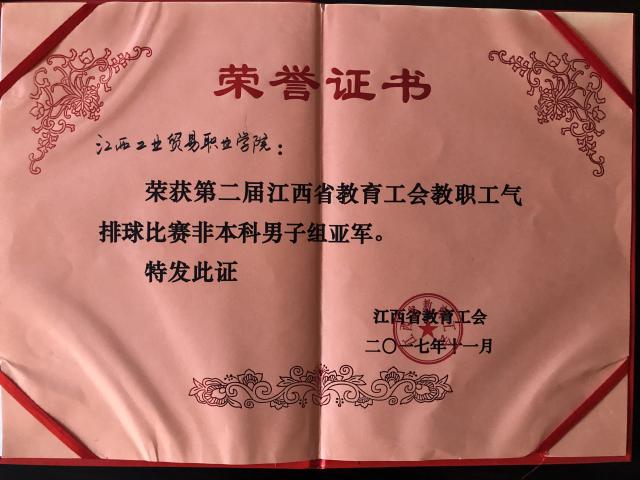 荣誉证书
江西工业贸易职业学院：
荣获第二届江西省教育工会教职工气
排球比赛非本科男子组亚军。
特发此证
江西省教育工会
二〇一七年十一月